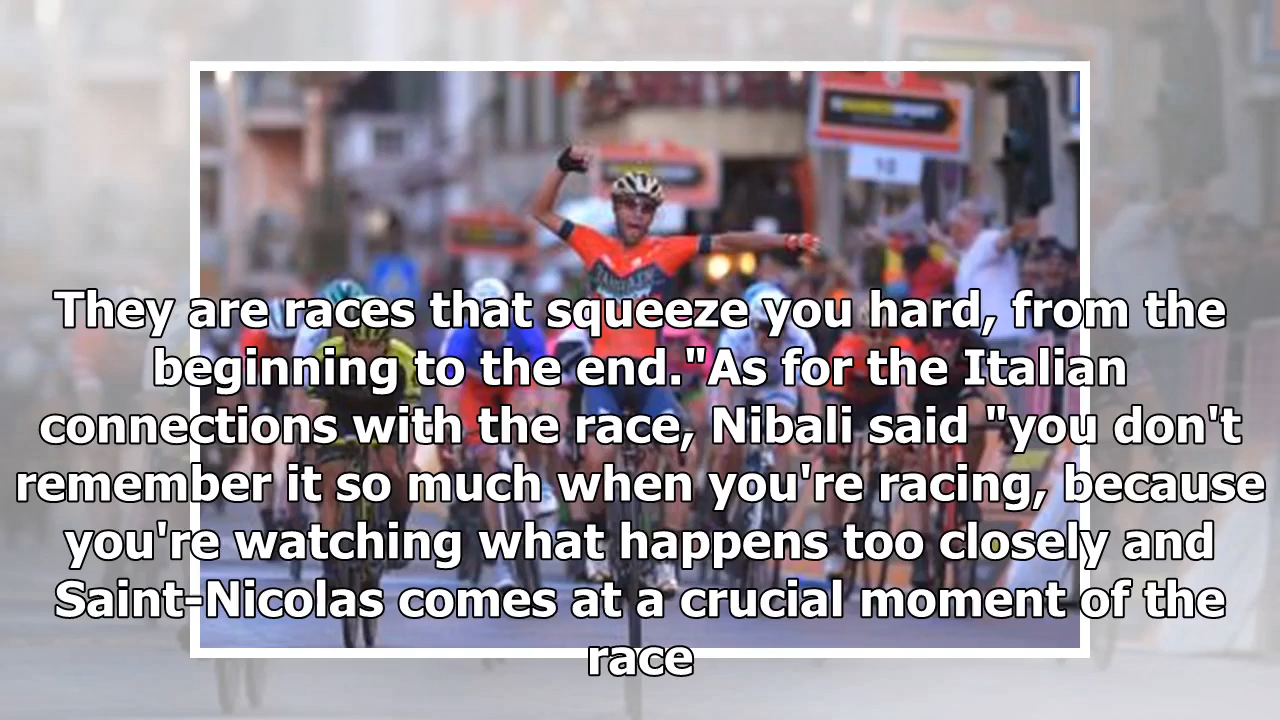 They are races that squeeze you hard, from the
beginning to the end."As for the Italian
connections with the race, Nibali said "you don't
remember it so much when you're racing, because
you're watching what happens too closely and
Saint-Nicolas comes at a crucial moment of the
race
10
BAHRAIN